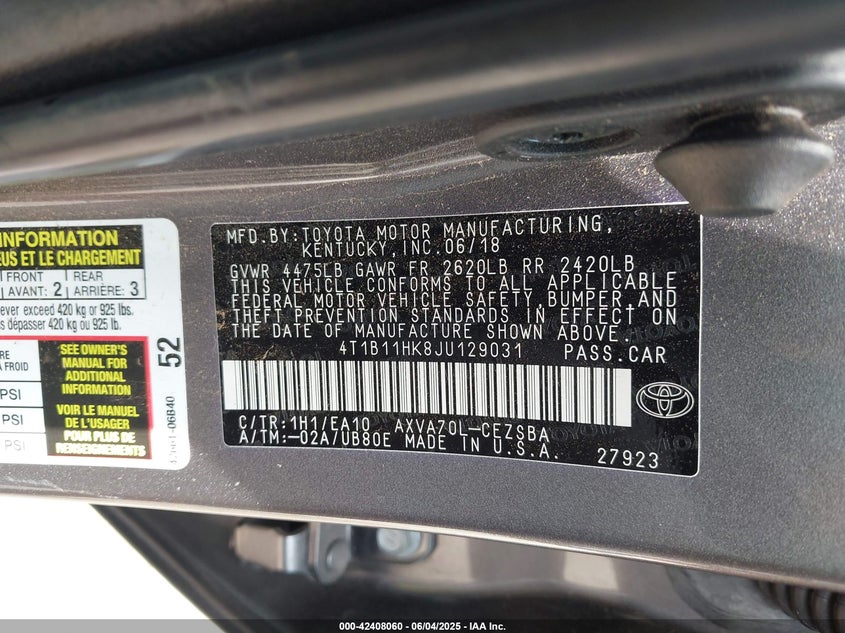 INFORMATION
EUS ET LE CHARGEMENT
FRONT
AVANT: 2
REAR
ARRIÈRE: 3
never exceed 420 kg or 925 lbs.
dépasser 420 kg ou 925 lb.
A FROID
PSI
PSI
PSI
SEE OWNER'S
MANUAL FOR
ADDITIONAL
INFORMATION
VOIR LE MANUEL
DE L'USAGER
POUR PLUS DE
RENSEIGNEMENTS
52
06B40
MFD.BY:TOYOTA MOTOR MANUFACTURING,
KENTUCKY,INC.06/18
GVWR 4475LB GAWR FR 2620LB RR 2420LB
THIS VEHICLE CONFORMS TO ALL APPLICABLE
FEDERAL MOTOR VEHICLE SAFETY,BUMPER,AND
THEFT PREVENTION STANDARDS IN EFFECT ON
THE DATE OF MANUFACTURE SHOWN ABOVE.
4T1B11HK8JU129031 PASS.CAR
C/TR:1H1/EA10 AXVA70L-CEZSBA
A/TM:-02A/UB80E MADE IN U.S.A.
27923
000-42408060 - 06/04/2025 - IAA Inc.